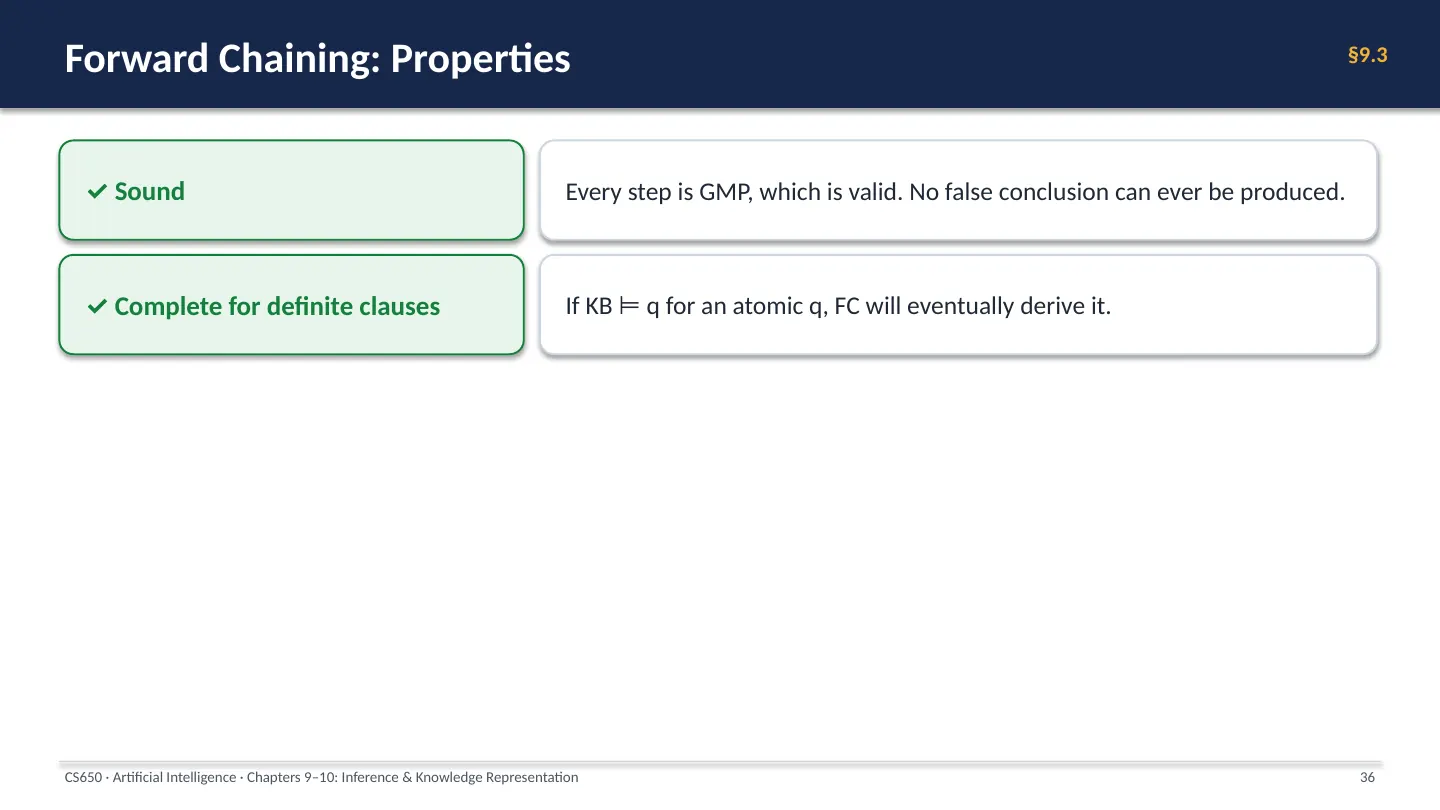 Forward Chaining: Properties
§9.3
✓ Sound
Every step is GMP, which is valid. No false conclusion can ever be produced.
✓ Complete for definite clauses
If KB ⊨ q for an atomic q, FC will eventually derive it.
CS650 · Artificial Intelligence · Chapters 9–10: Inference & Knowledge Representation
36